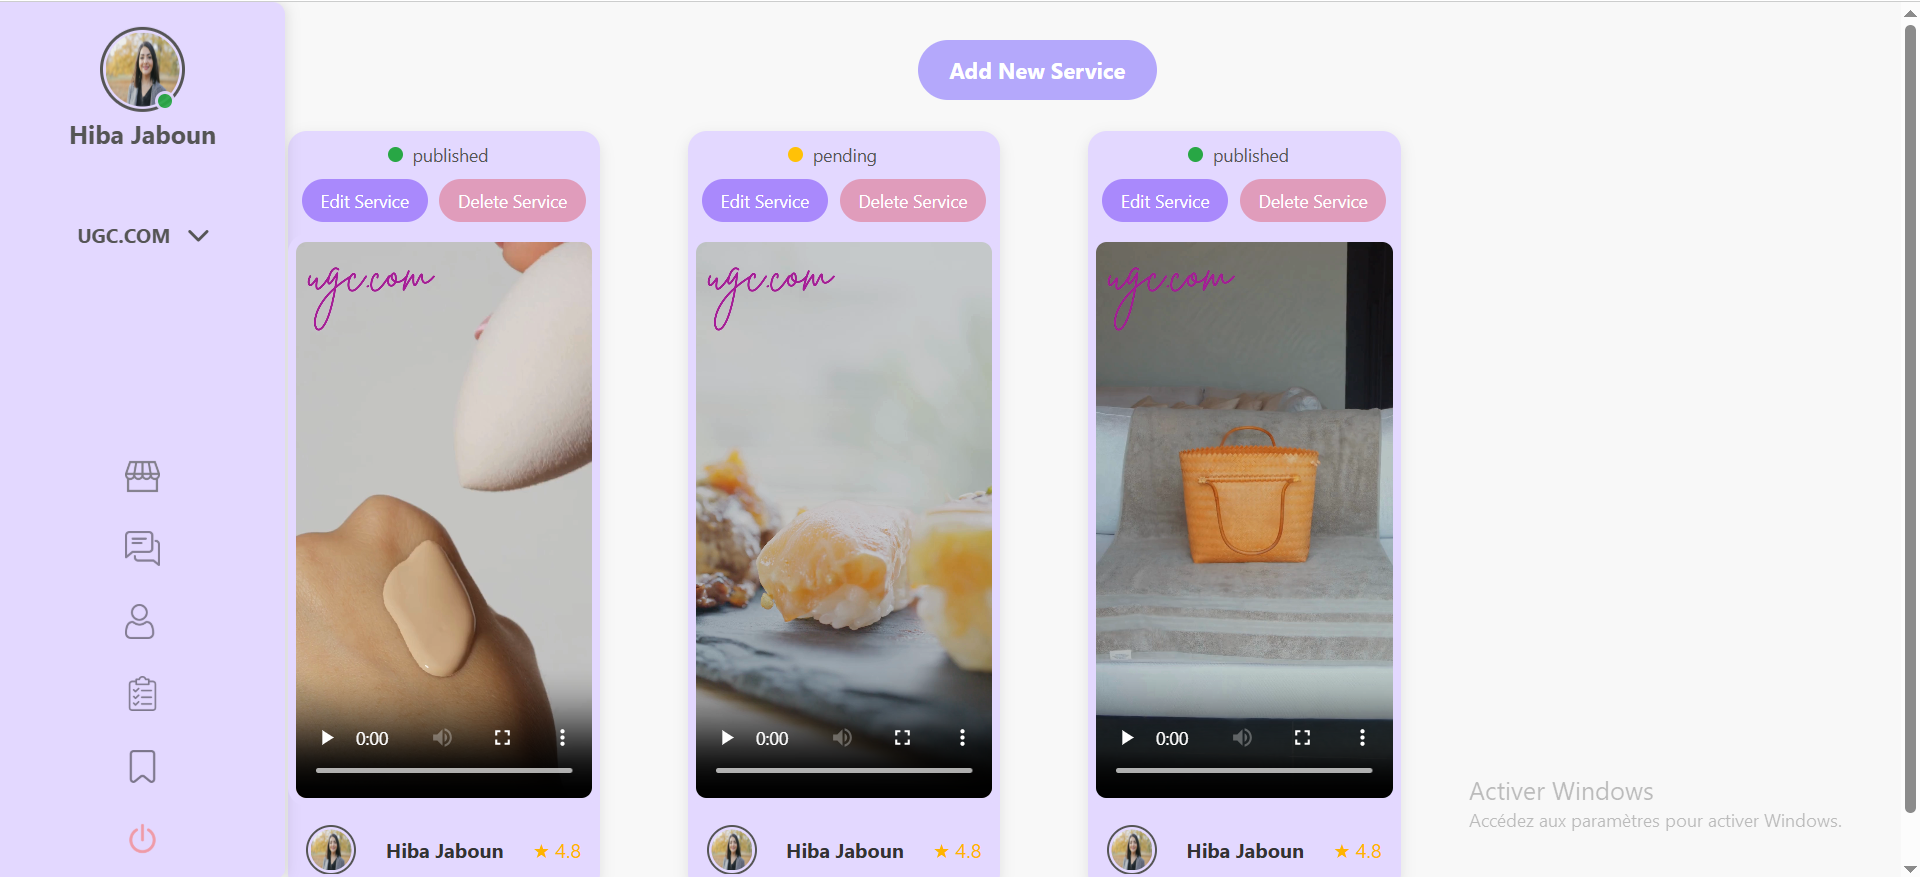 Hiba Jaboun
UGC.COM
Add New Service
published
Edit Service Delete Service
ugc.com
0:00
Hiba Jaboun ★ 4.8
pending
Edit Service Delete Service
ugc.com
0:00
Hiba Jaboun ★ 4.8
published
Edit Service Delete Service
ugc.com
0:00
Hiba Jaboun ★ 4.8
Activer Windows
Accédez aux paramètres pour activer Windows.